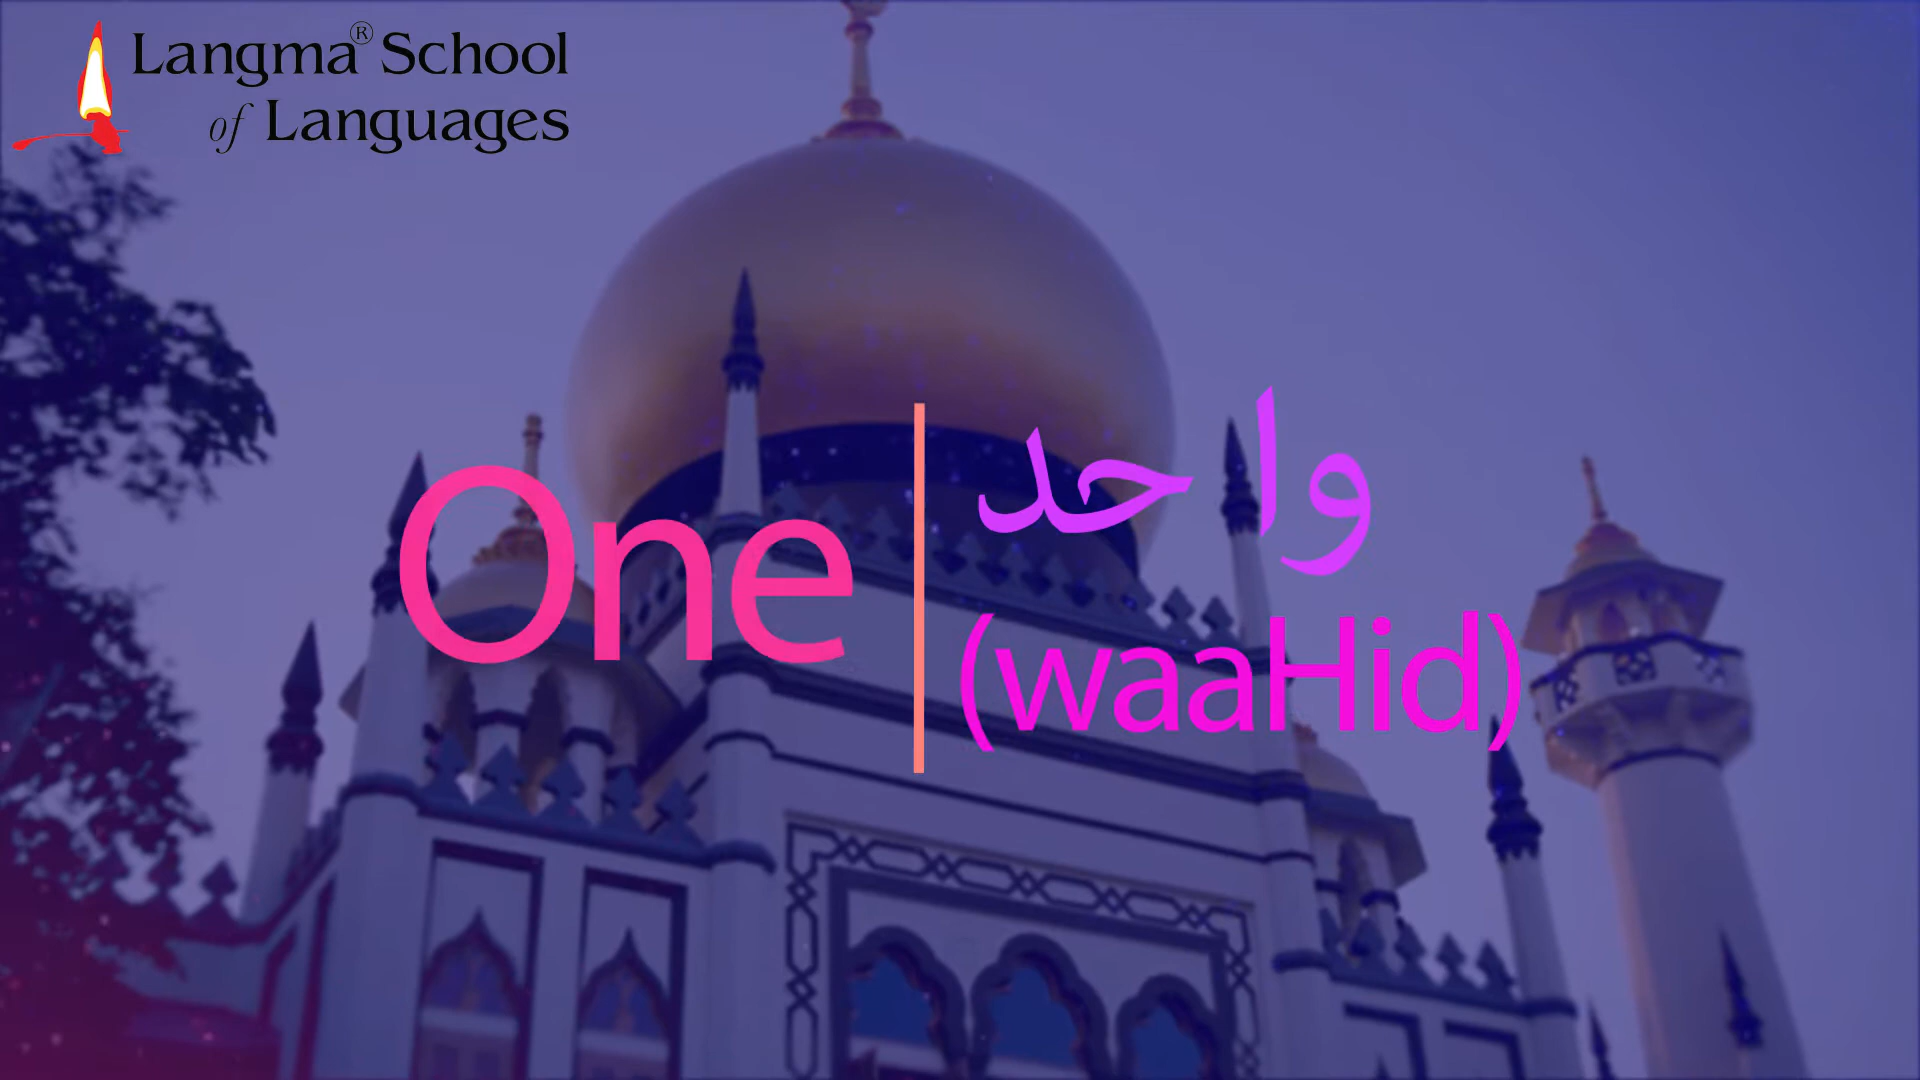 Langma® School
of Languages
One
واحد
(waaHid)